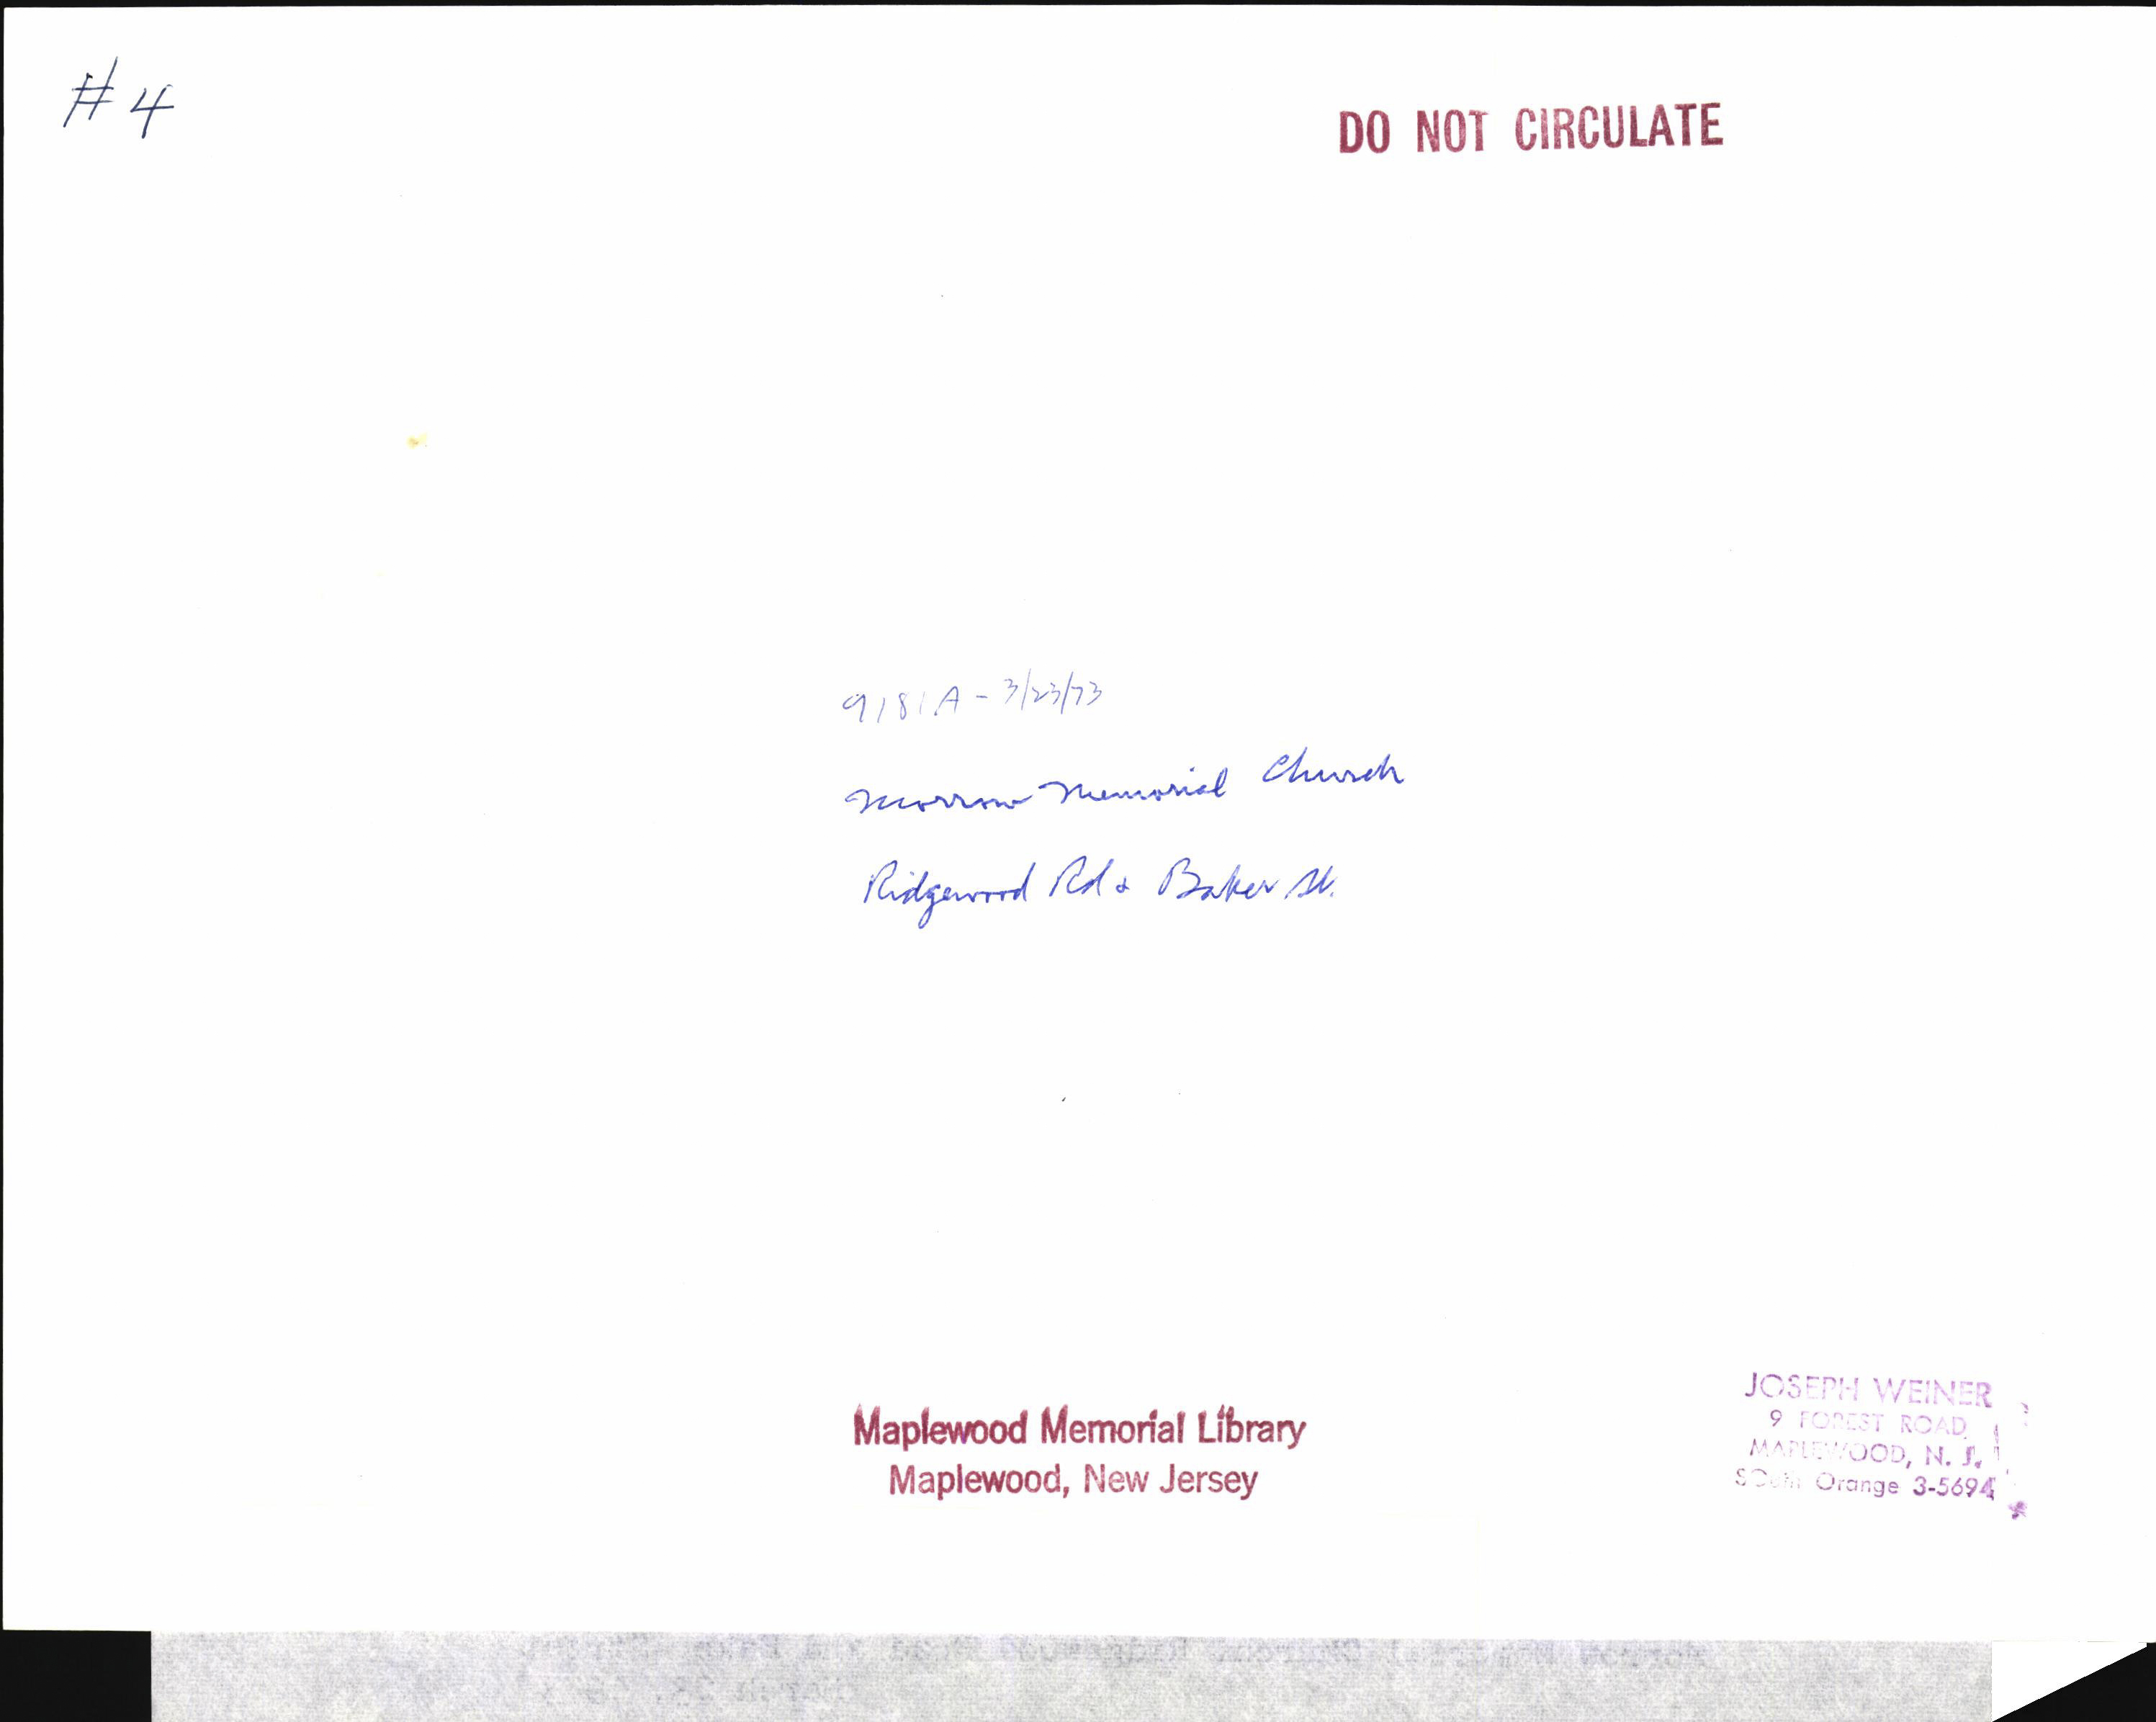 #4
DO NOT CIRCULATE
9181A - 3/23/73
Morrow Memorial Church
Ridgewood Rd & Baker St.
Maplewood Memorial Library
Maplewood, New Jersey
JOSEPH WEINER
9 FOREST ROAD
MAPLEWOOD, N. J.
SOuth Orange 3-5694